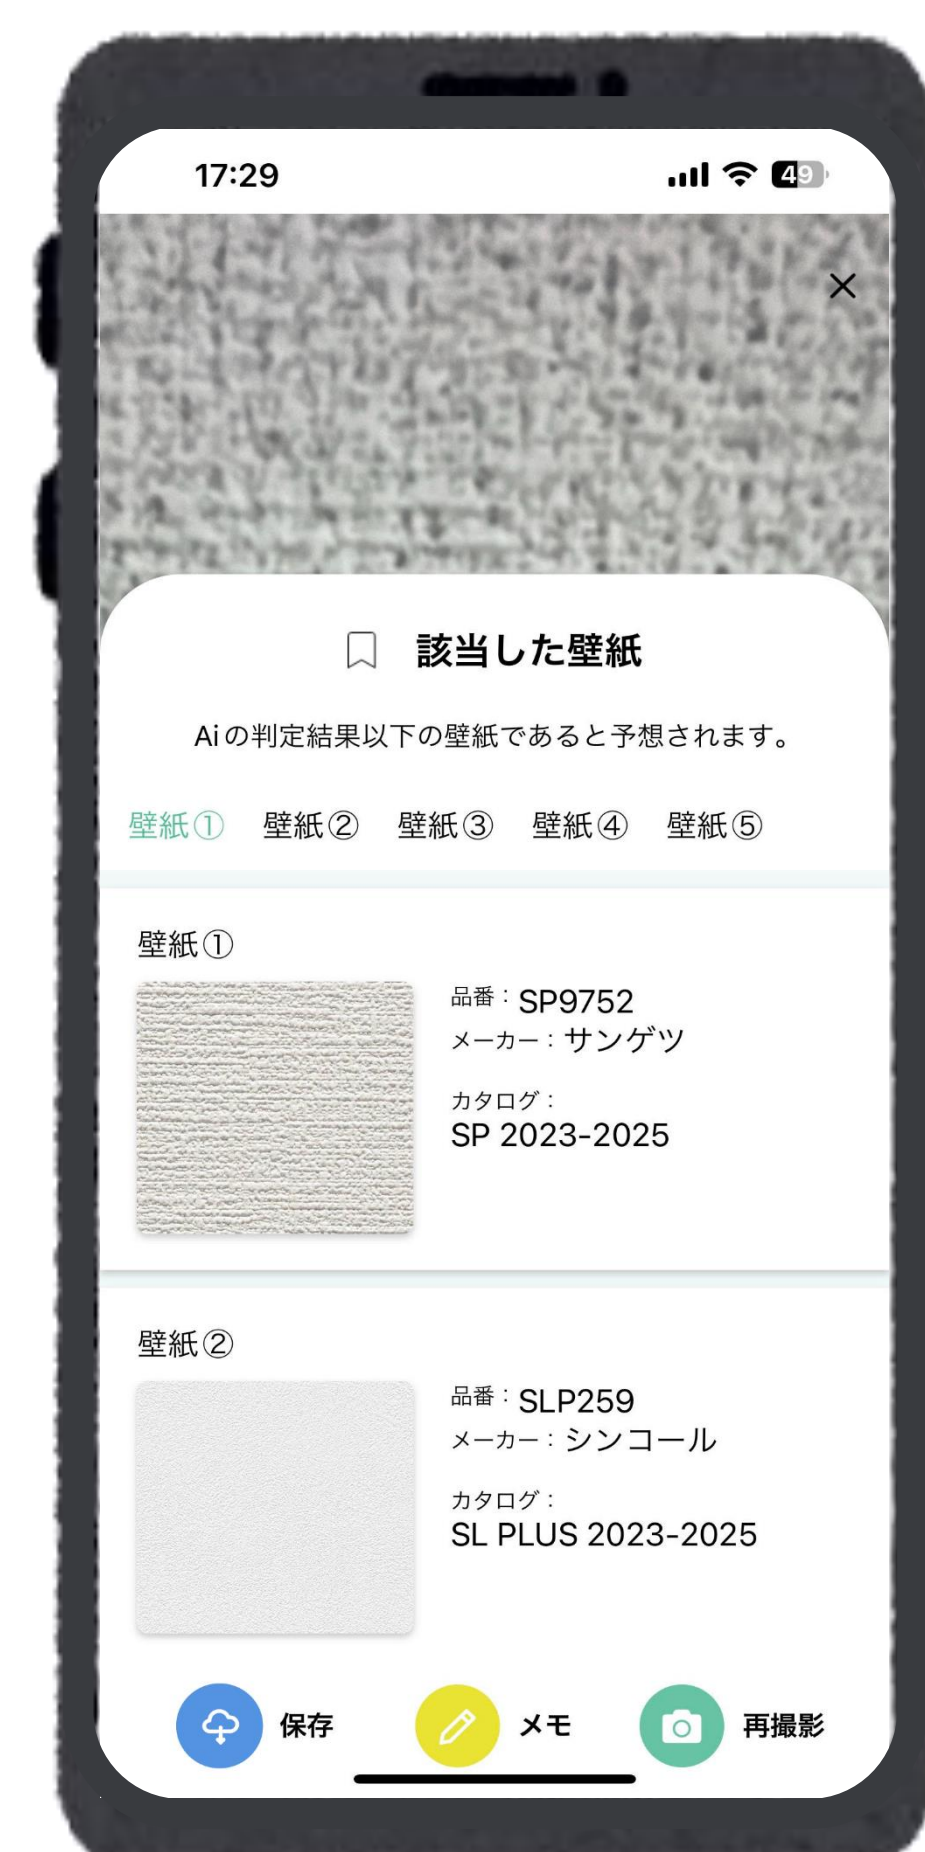 17:29
49
該当した壁紙
Aiの判定結果以下の壁紙であると予想されます。
壁紙① 壁紙② 壁紙③ 壁紙④ 壁紙⑤
壁紙①
品番：SP9752
メーカー：サンゲツ
カタログ：
SP 2023-2025
壁紙②
品番：SLP259
メーカー：シンコール
カタログ：
SL PLUS 2023-2025
保存 メモ 再撮影